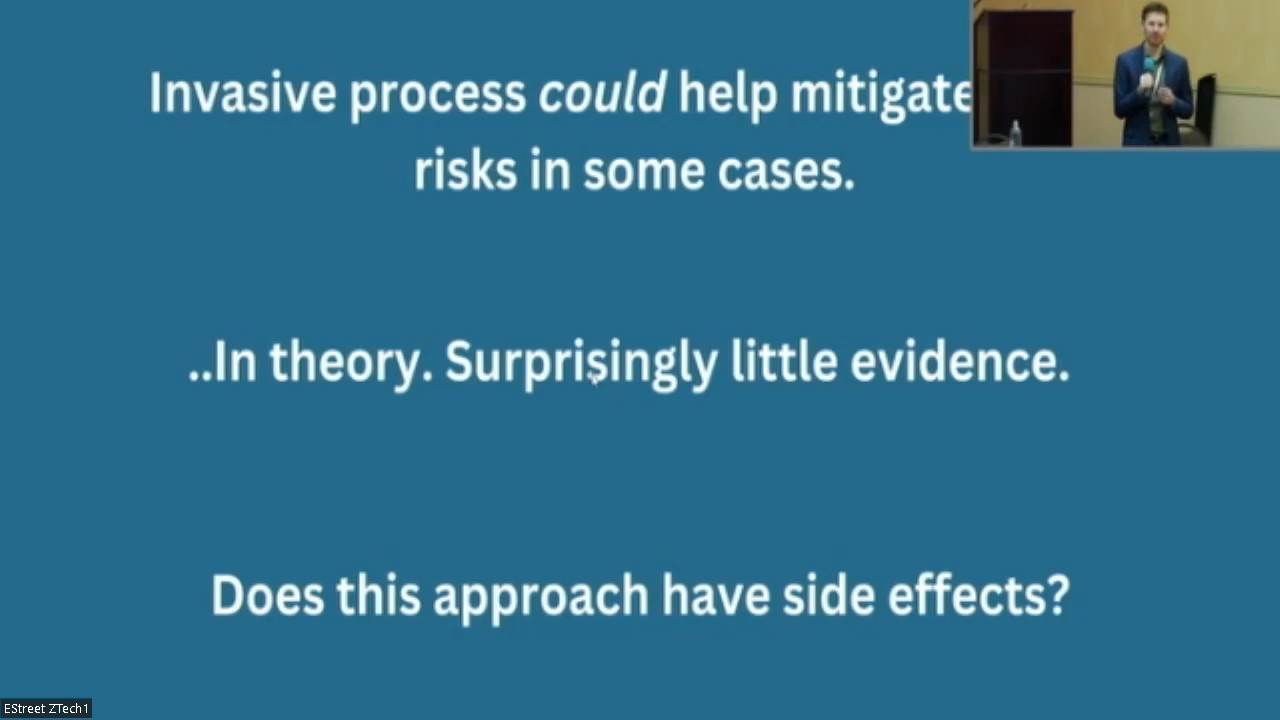 Invasive process could help mitigate
risks in some cases.
..In theory. Surprisingly little evidence.
Does this approach have side effects?
EStreet ZTech1